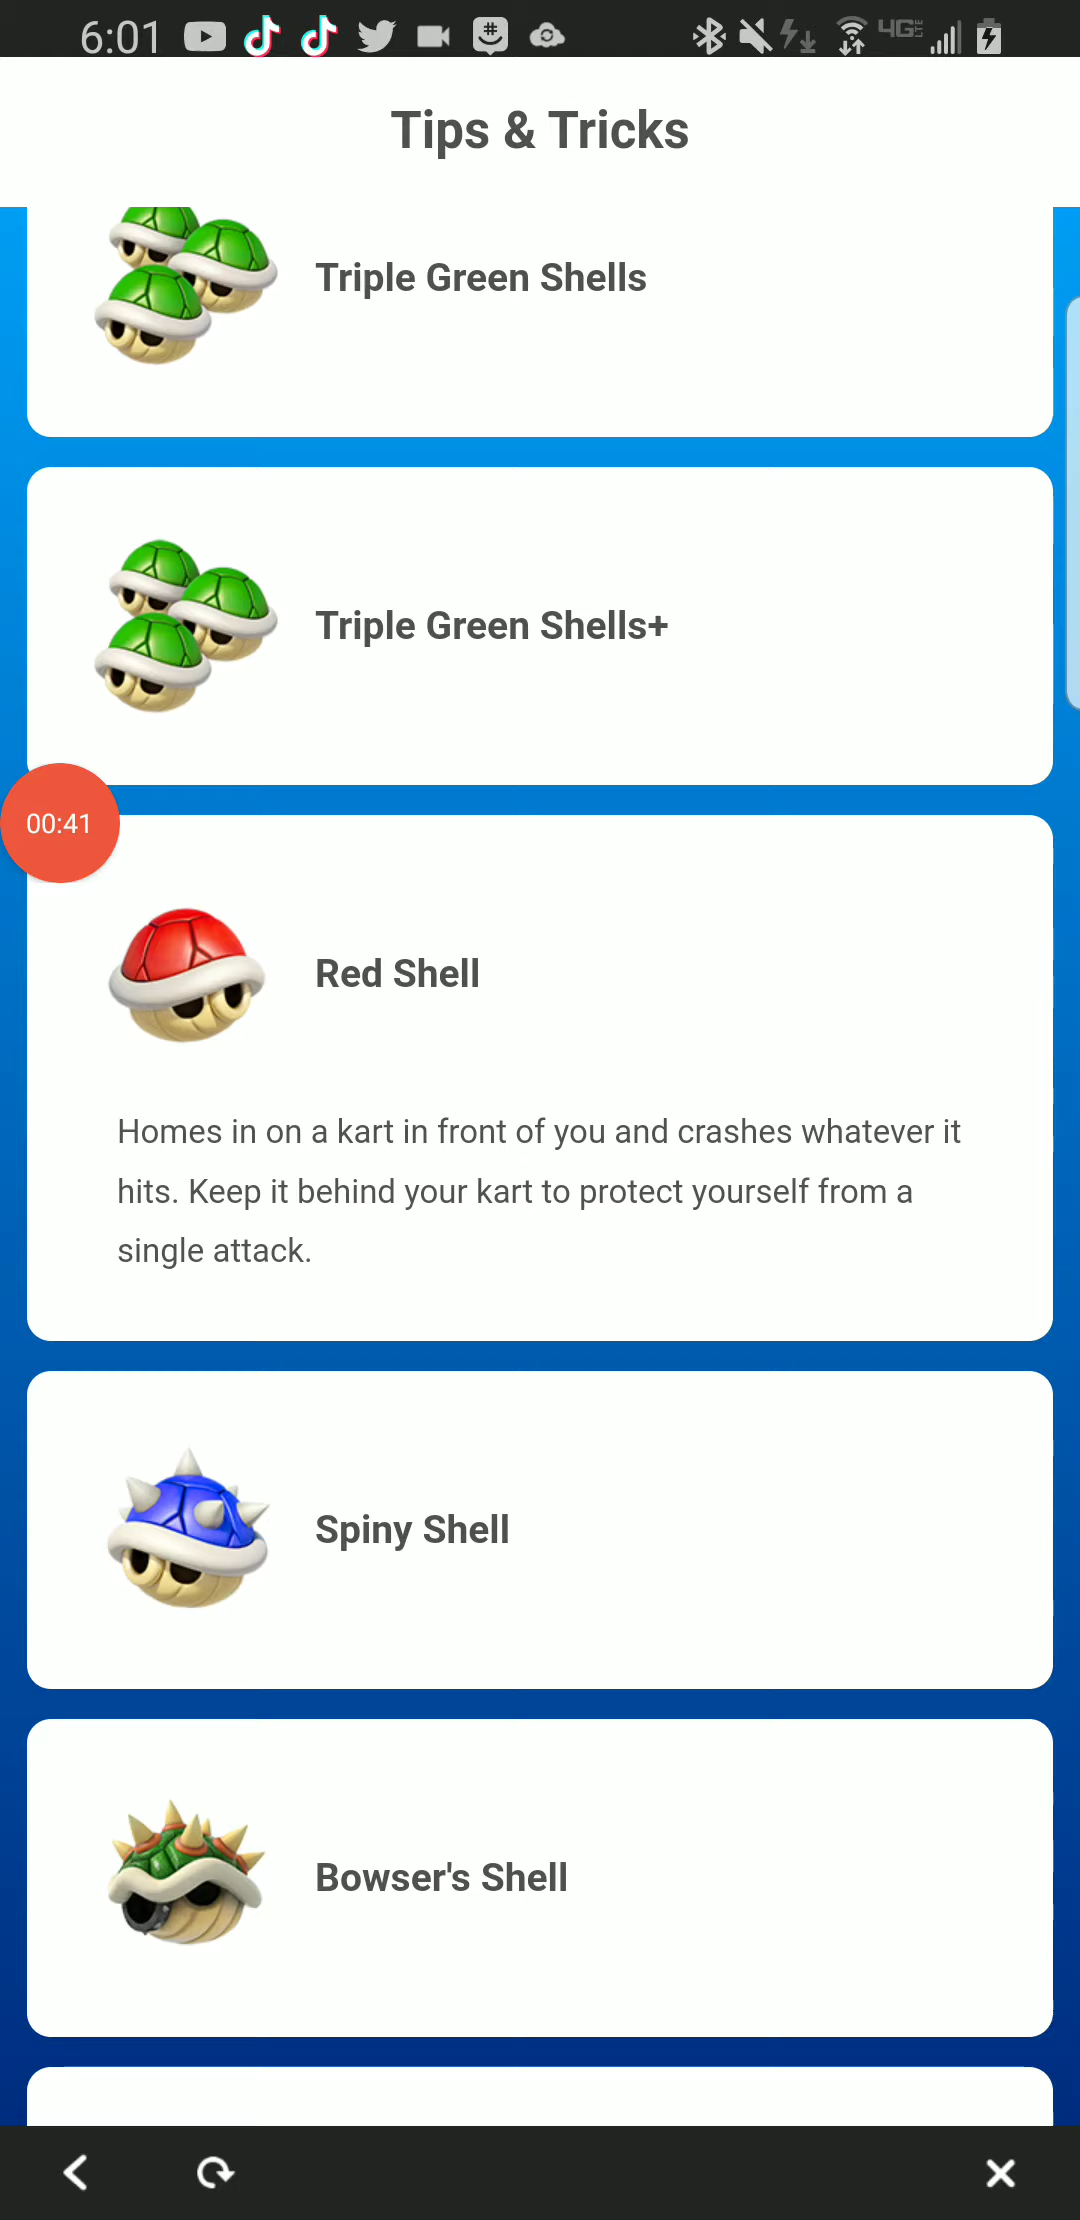 6:01
4G LTE
Tips & Tricks
Triple Green Shells
Triple Green Shells+
00:41
Red Shell
Homes in on a kart in front of you and crashes whatever it
hits. Keep it behind your kart to protect yourself from a
single attack.
Spiny Shell
Bowser's Shell